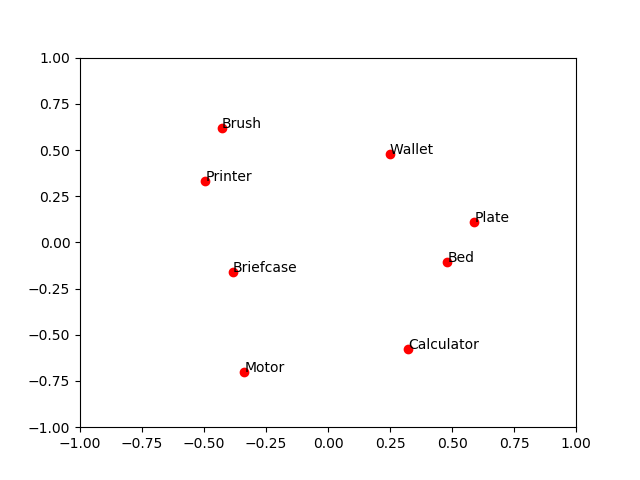 1.00
0.75
0.50
0.25
0.00
−0.25
−0.50
−0.75
−1.00
Brush
Wallet
Printer
Plate
Bed
Briefcase
Calculator
Motor
−1.00 −0.75 −0.50 −0.25 0.00 0.25 0.50 0.75 1.00